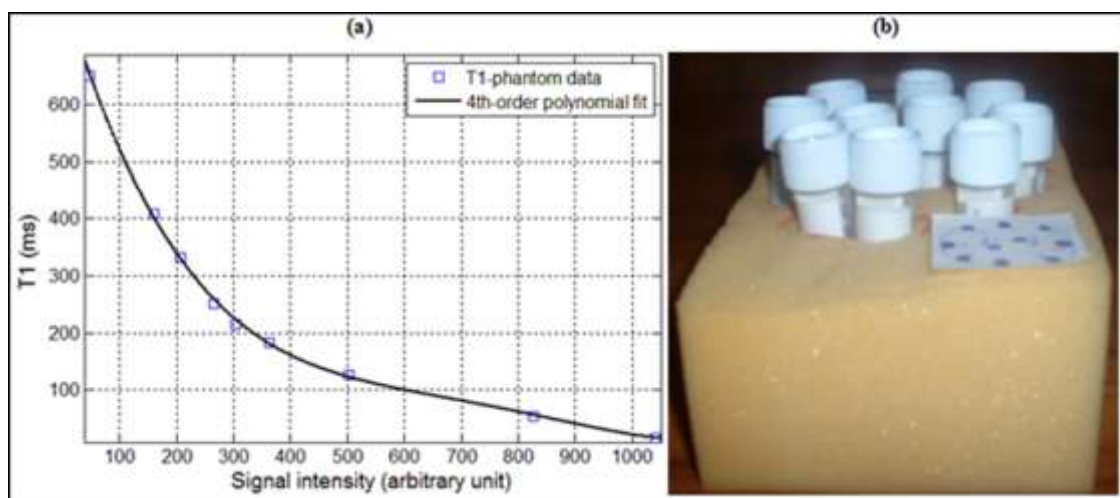 (a)
(b)
T1-phantom data
4th-order polynomial fit
600
500
400
300
200
100
T1 (ms)
100 200 300 400 500 600 700 800 900 1000
Signal intensity (arbitrary unit)